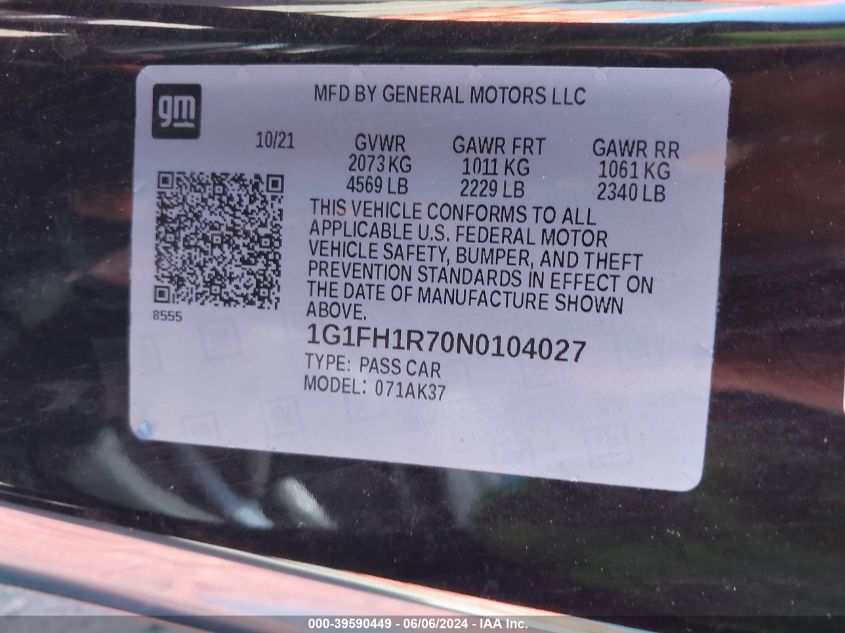 gm
MFD BY GENERAL MOTORS LLC
10/21 GVWR GAWR FRT GAWR RR
2073 KG 1011 KG 1061 KG
4569 LB 2229 LB 2340 LB
THIS VEHICLE CONFORMS TO ALL
APPLICABLE U.S. FEDERAL MOTOR
VEHICLE SAFETY, BUMPER, AND THEFT
PREVENTION STANDARDS IN EFFECT ON
THE DATE OF MANUFACTURE SHOWN
ABOVE.
8555
1G1FH1R70N0104027
TYPE: PASS CAR
MODEL: 071AK37
000-39590449 - 06/06/2024 - IAA Inc.